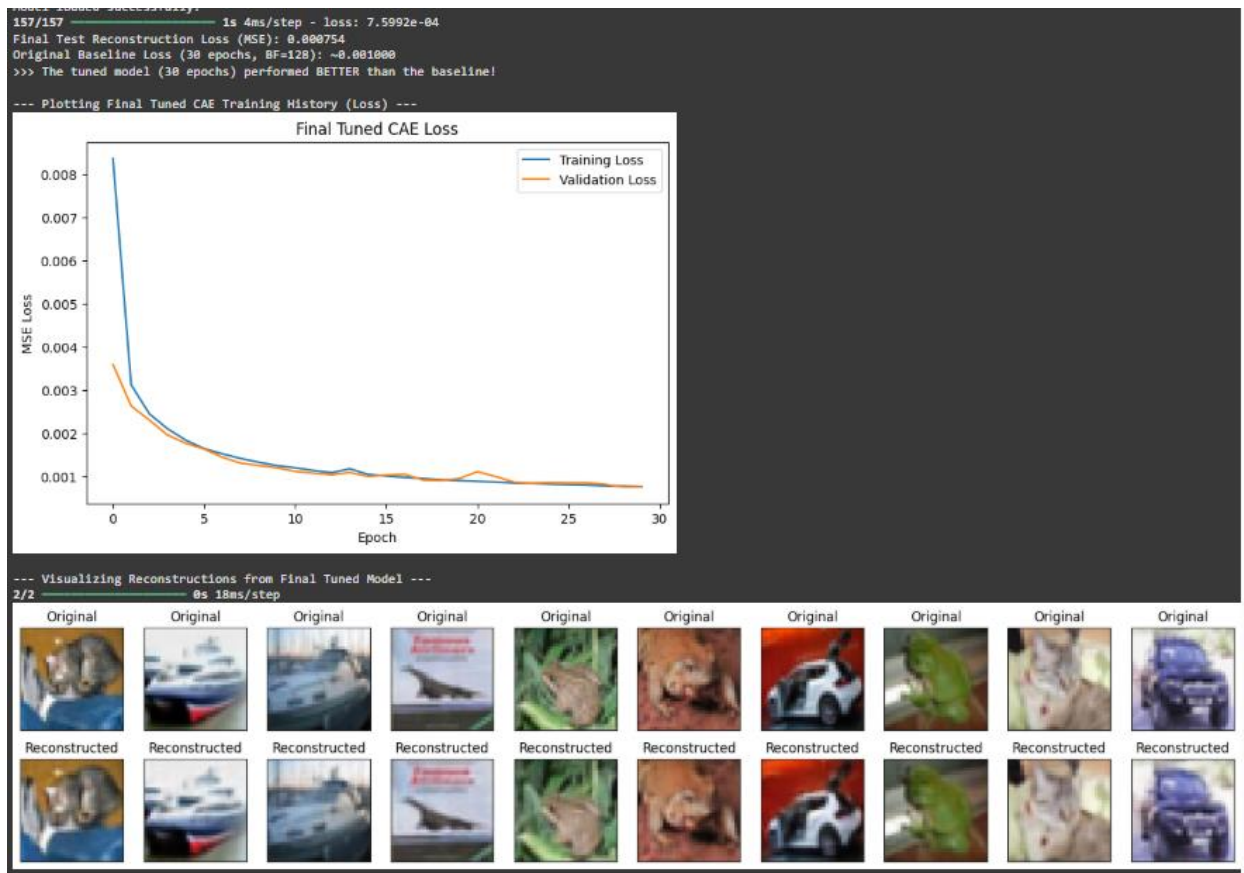 Model loaded successfully.
157/157 ━━━━━━━━━━━━━━━━━━━━ 1s 4ms/step - loss: 7.5992e-04
Final Test Reconstruction Loss (MSE): 0.000754
Original Baseline Loss (30 epochs, BF=128): ~0.001000
>>> The tuned model (30 epochs) performed BETTER than the baseline!
--- Plotting Final Tuned CAE Training History (Loss) ---
Final Tuned CAE Loss
Training Loss
Validation Loss
0.008
0.007
0.006
0.005
0.004
0.003
0.002
0.001
MSE Loss
0 5 10 15 20 25 30
Epoch
--- Visualizing Reconstructions from Final Tuned Model ---
2/2 ━━━━━━━━━━━━━━━━━━━━ 0s 18ms/step
Original Original Original Original Original Original Original Original Original Original
Reconstructed Reconstructed Reconstructed Reconstructed Reconstructed Reconstructed Reconstructed Reconstructed Reconstructed Reconstructed